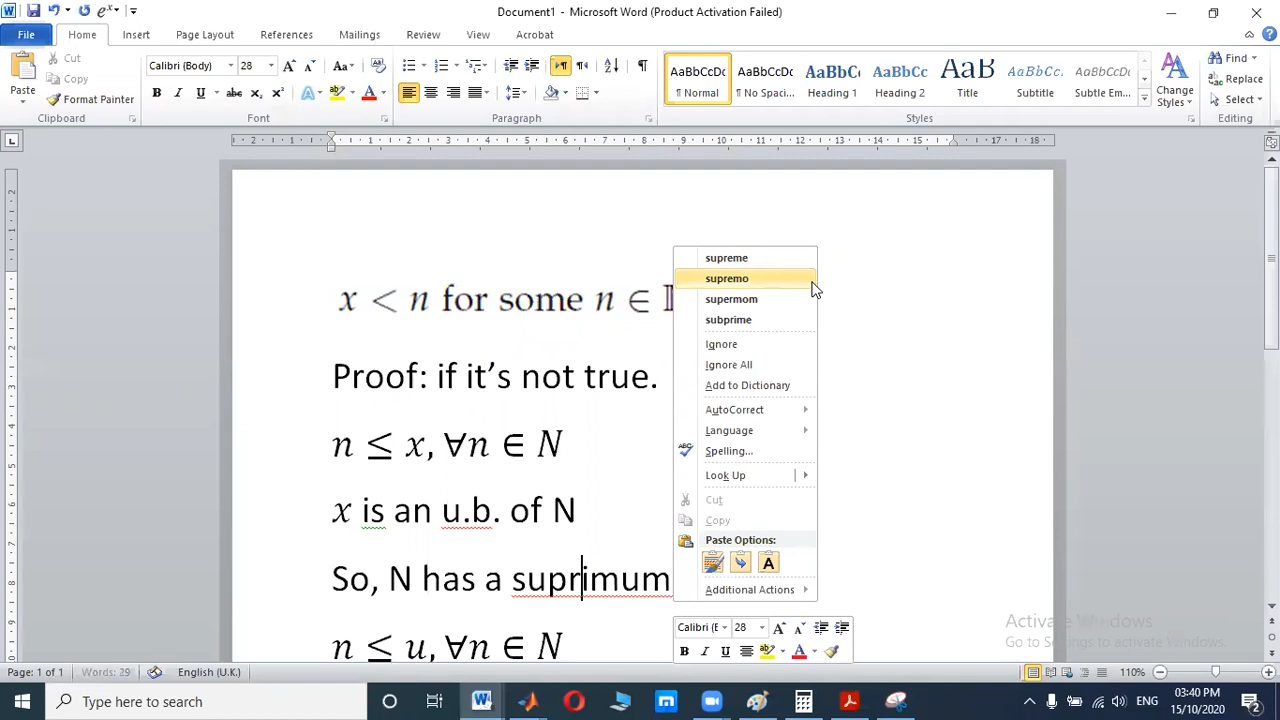 Document1 - Microsoft Word (Product Activation Failed)
File Home Insert Page Layout References Mailings Review View Acrobat
Paste
Cut
Copy
Format Painter
Clipboard
Calibri (Body) 28
Font
Paragraph
AaBbCcDc AaBbCcDc AaBbCc AaBbCc AaB AaBbCc. AaBbCcDc
¶ Normal ¶ No Spaci... Heading 1 Heading 2 Title Subtitle Subtle Em...
Change Styles
Styles
Find
Replace
Select
Editing
x < n for some n ∈
Proof: if it’s not true.
n ≤ x, ∀n ∈ N
x is an u.b. of N
So, N has a suprimum
n ≤ u, ∀n ∈ N
supreme
supremo
supermom
subprime
Ignore
Ignore All
Add to Dictionary
AutoCorrect
Language
Spelling...
Look Up
Cut
Copy
Paste Options:
Additional Actions
Calibri (E 28
Activate Windows
Go to Settings to activate Windows.
Page: 1 of 1 Words: 29 English (U.K.) 110%
Type here to search
ENG
03:40 PM
15/10/2020
2